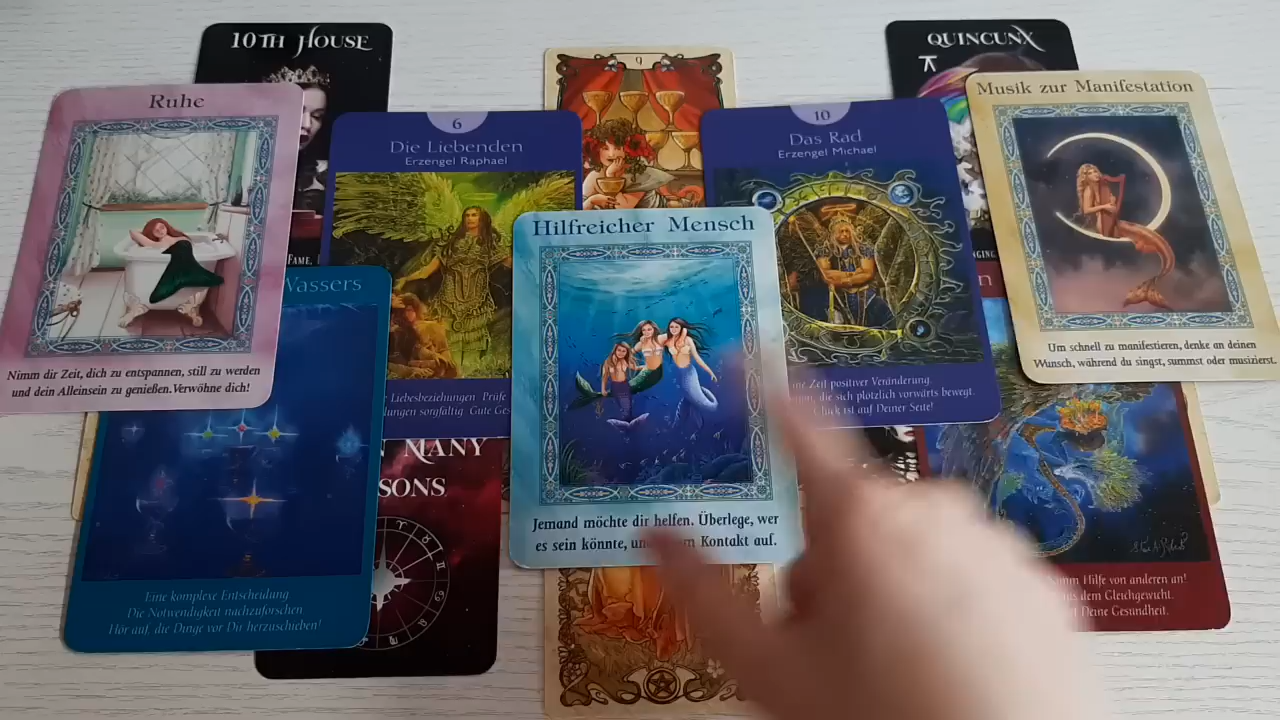 10TH HOUSE
FAME,
Ruhe
Nimm dir Zeit, dich zu entspannen, still zu werden
und dein Alleinsein zu genießen. Verwöhne dich!
6
Die Liebenden
Erzengel Raphael
Liebesbeziehungen Prüfe
sorgfältig Gute
9
10
Das Rad
Erzengel Michael
Zeit positiver Veränderung.
die sich plötzlich vorwärts bewegt.
ist auf Deiner Seite!
QUINCUNX
Musik zur Manifestation
Um schnell zu manifestieren, denke an deinen
Wunsch, während du singst, summst oder musizierst.
Hilfreicher Mensch
Jemand möchte dir helfen. Überlege, wer
es sein könnte, Kontakt auf.
Wassers
Eine komplexe Entscheidung
Die Notwendigkeit nachzuforschen
Hör auf, die Dinge vor Dir herzuschieben!
MANY
Nimm Hilfe von anderen an!
dem Gleichgewicht.
Deine Gesundheit.